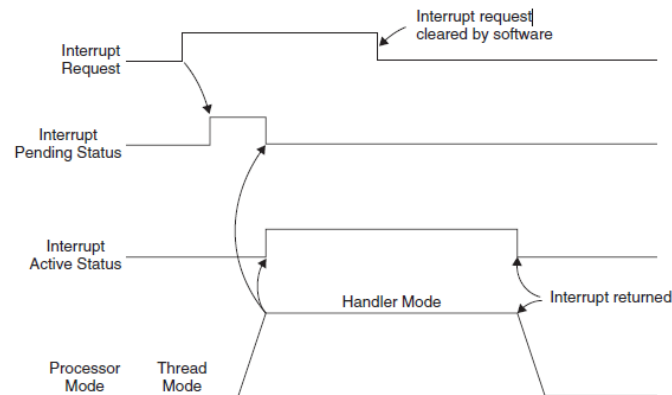 Interrupt request
cleared by software
Interrupt
Request
Interrupt
Pending Status
Interrupt
Active Status
Handler Mode
Interrupt returned
Processor
Mode
Thread
Mode